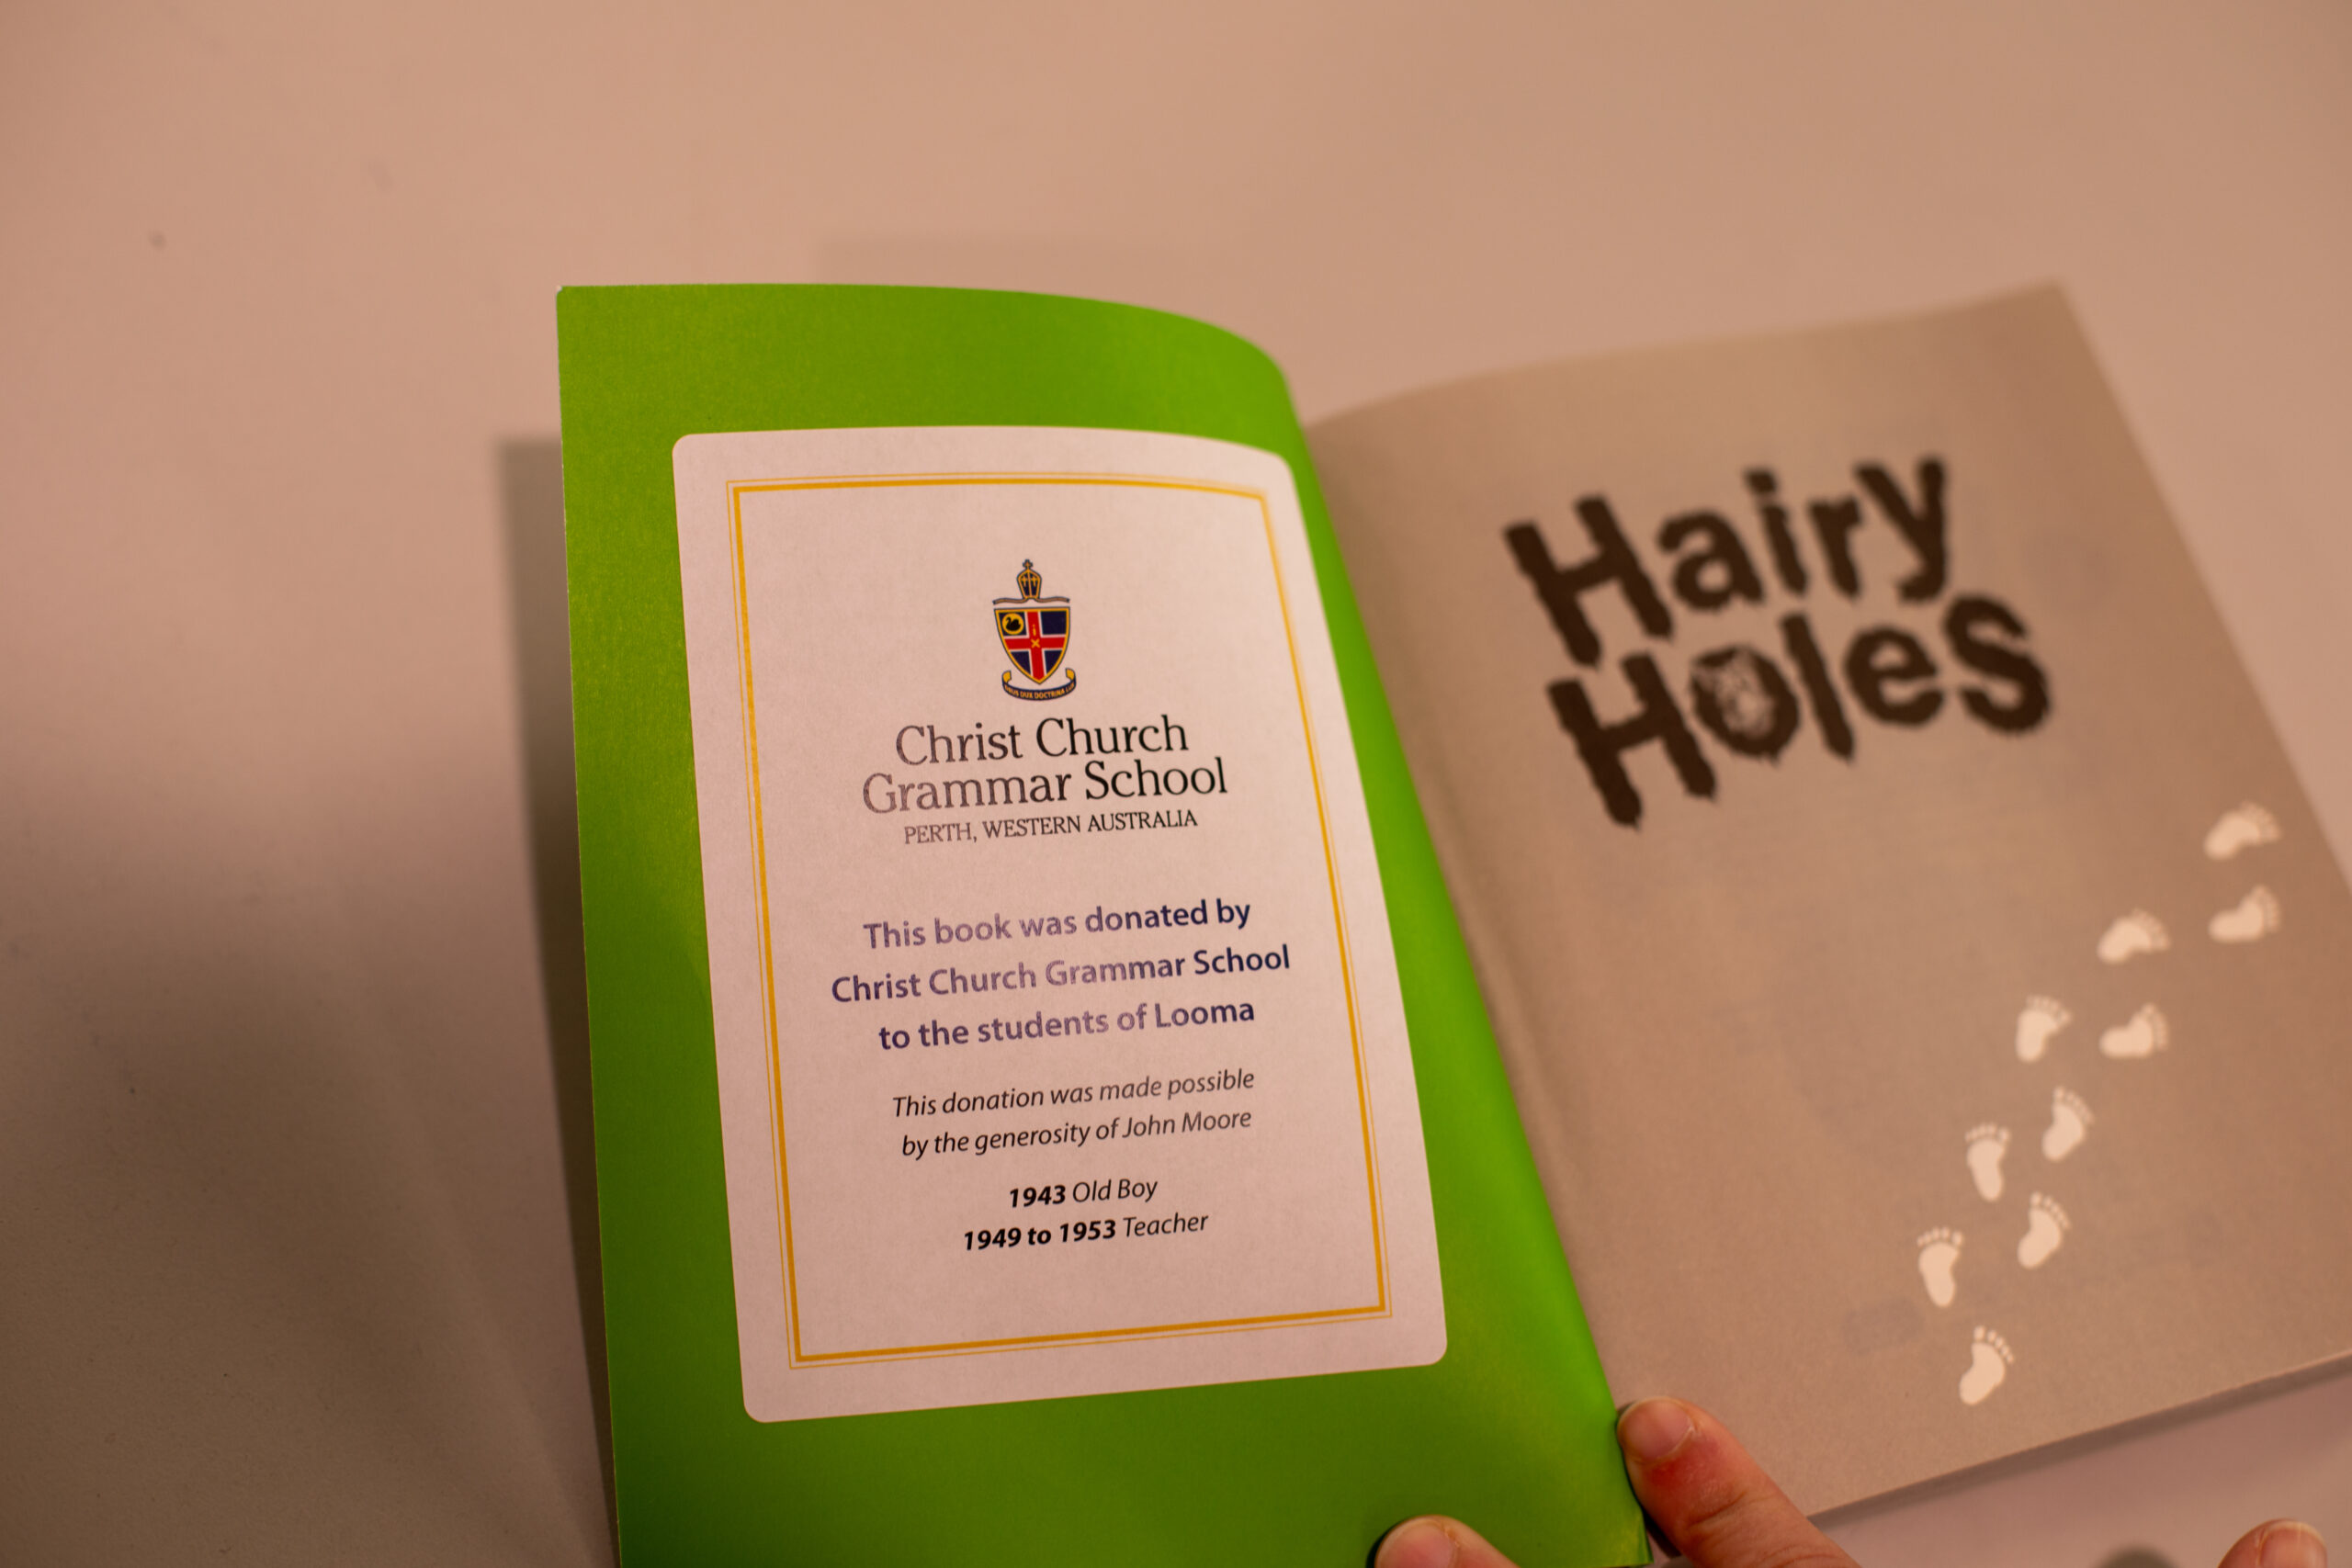 Christ Church
Grammar School
PERTH, WESTERN AUSTRALIA
This book was donated by
Christ Church Grammar School
to the students of Looma
This donation was made possible
by the generosity of John Moore
1943 Old Boy
1949 to 1953 Teacher
Hairy
Holes